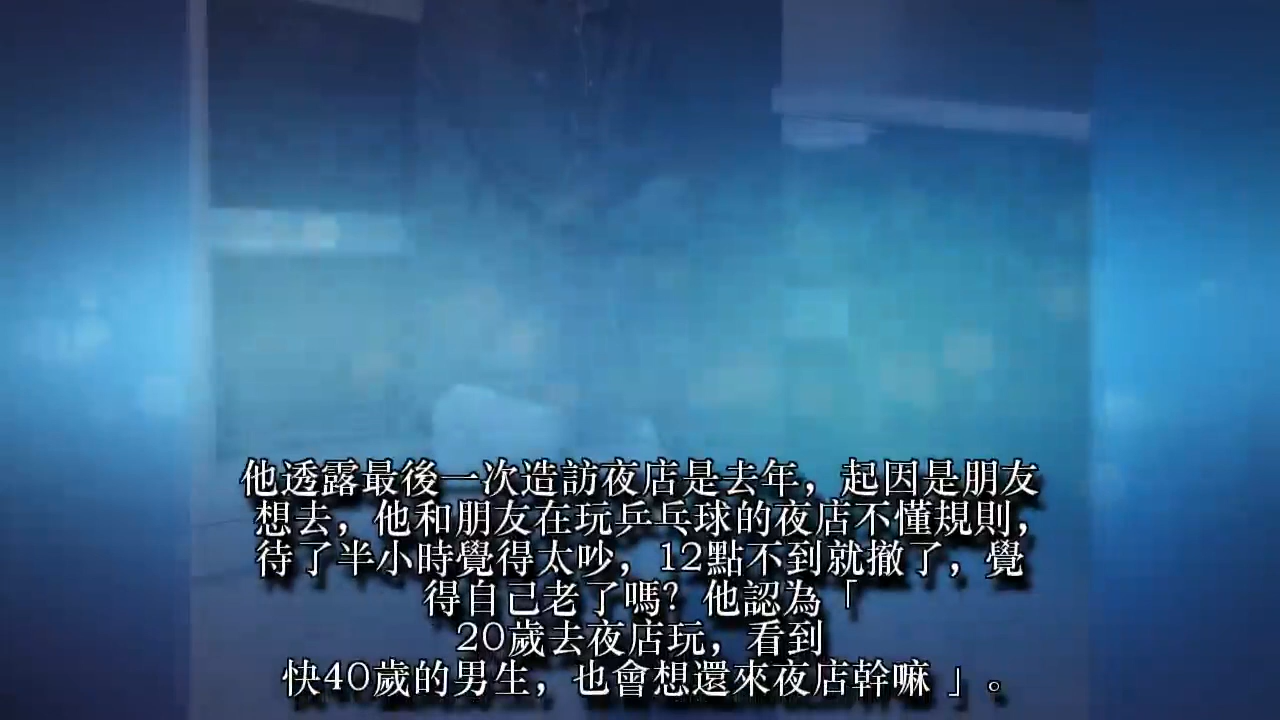 他透露最後一次造訪夜店是去年，起因是朋友
想去，他和朋友在玩乒乓球的夜店不懂規則，
待了半小時覺得太吵，12點不到就撤了，覺
得自己老了嗎？他認為「
20歲去夜店玩，看到
快40歲的男生，也會想還來夜店幹嘛 」。